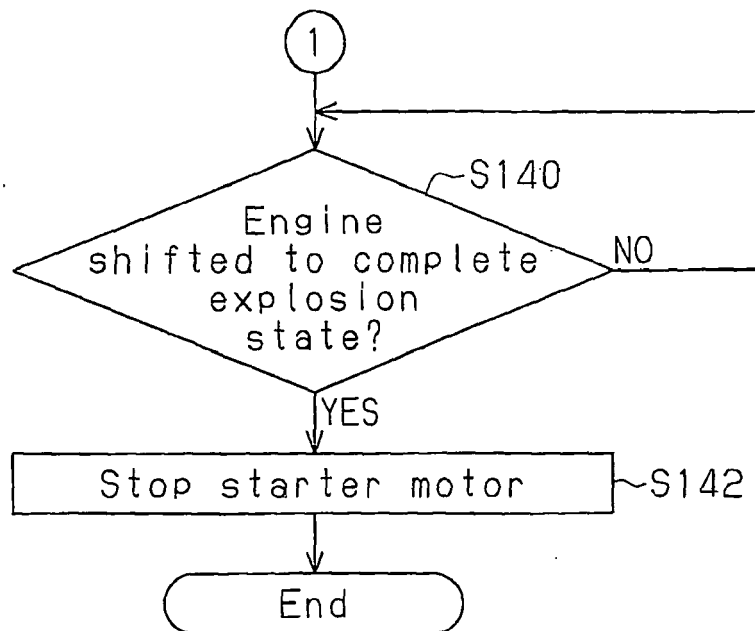 1
S140
Engine
shifted to complete
explosion
state?
NO
YES
Stop starter motor
S142
End